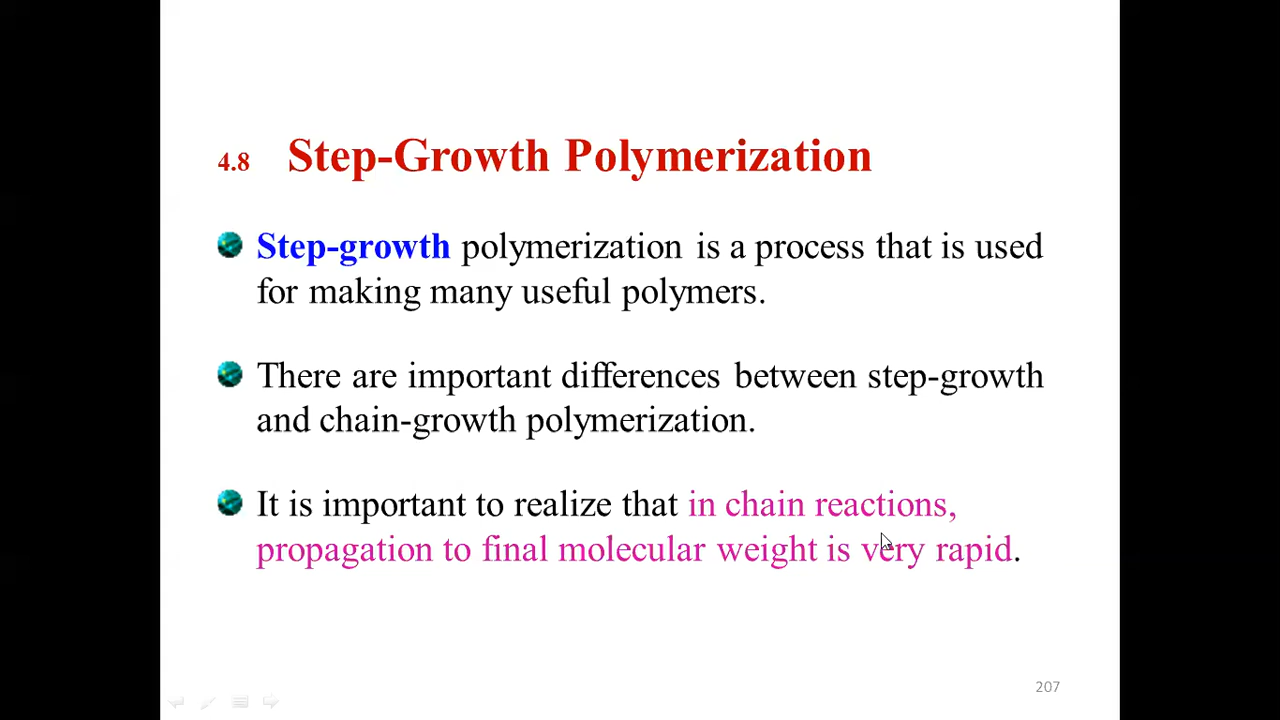 4.8 Step-Growth Polymerization
Step-growth polymerization is a process that is used
for making many useful polymers.
There are important differences between step-growth
and chain-growth polymerization.
It is important to realize that in chain reactions,
propagation to final molecular weight is very rapid.
207